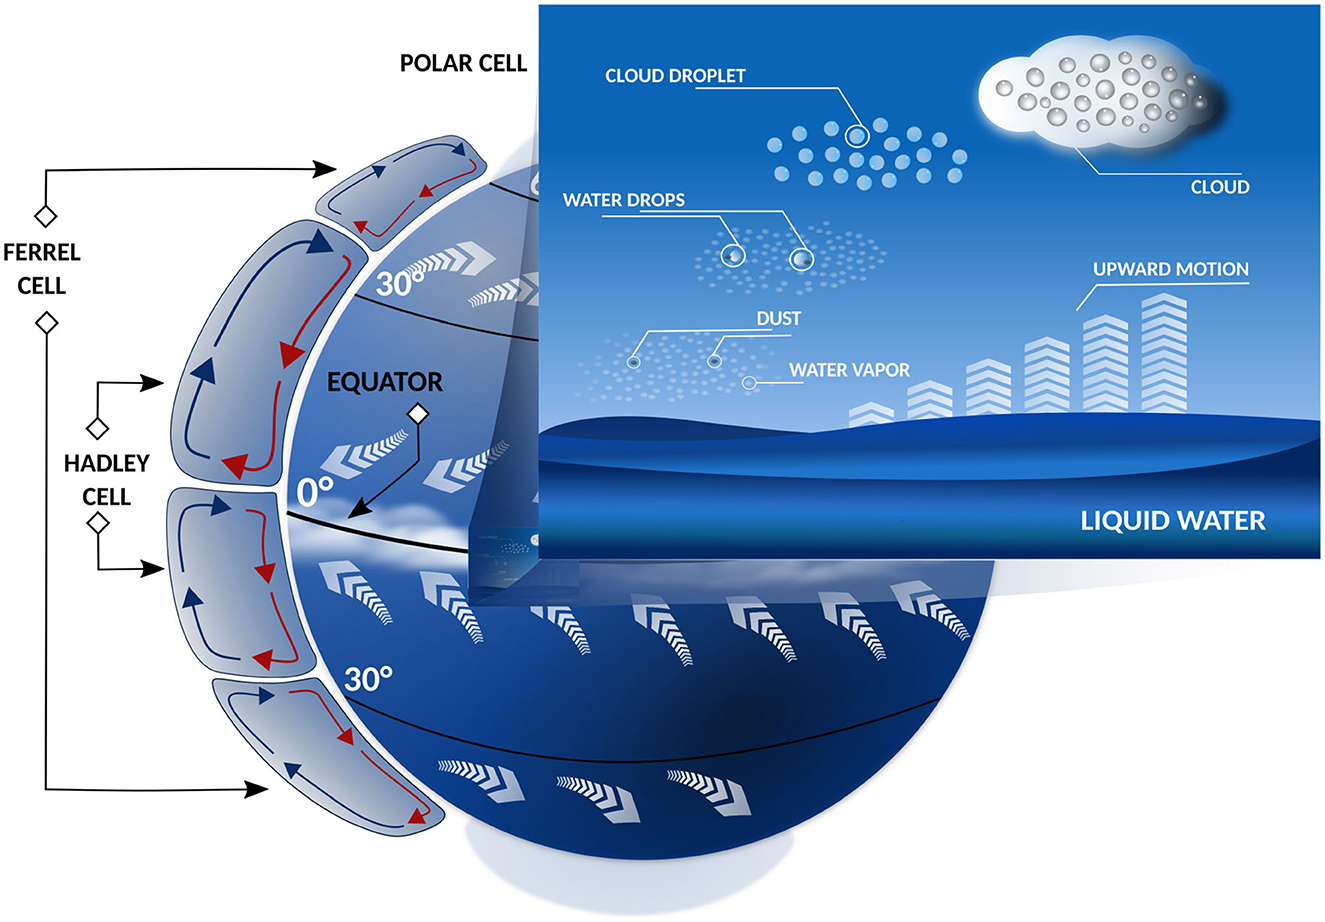 POLAR CELL
CLOUD DROPLET
CLOUD
WATER DROPS
FERREL
CELL
30°
UPWARD MOTION
DUST
WATER VAPOR
EQUATOR
HADLEY
CELL
0°
LIQUID WATER
30°